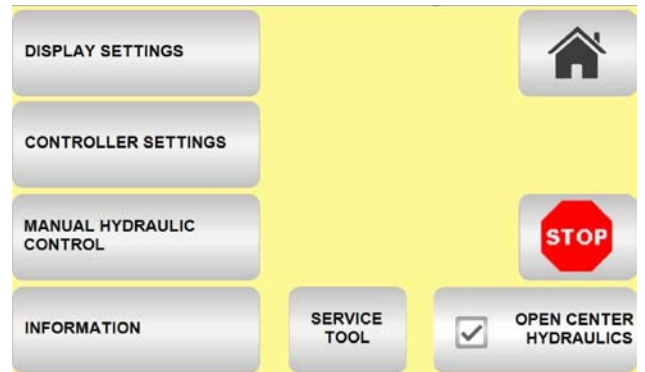 DISPLAY SETTINGS
CONTROLLER SETTINGS
MANUAL HYDRAULIC
CONTROL
STOP
INFORMATION
SERVICE
TOOL
OPEN CENTER
HYDRAULICS